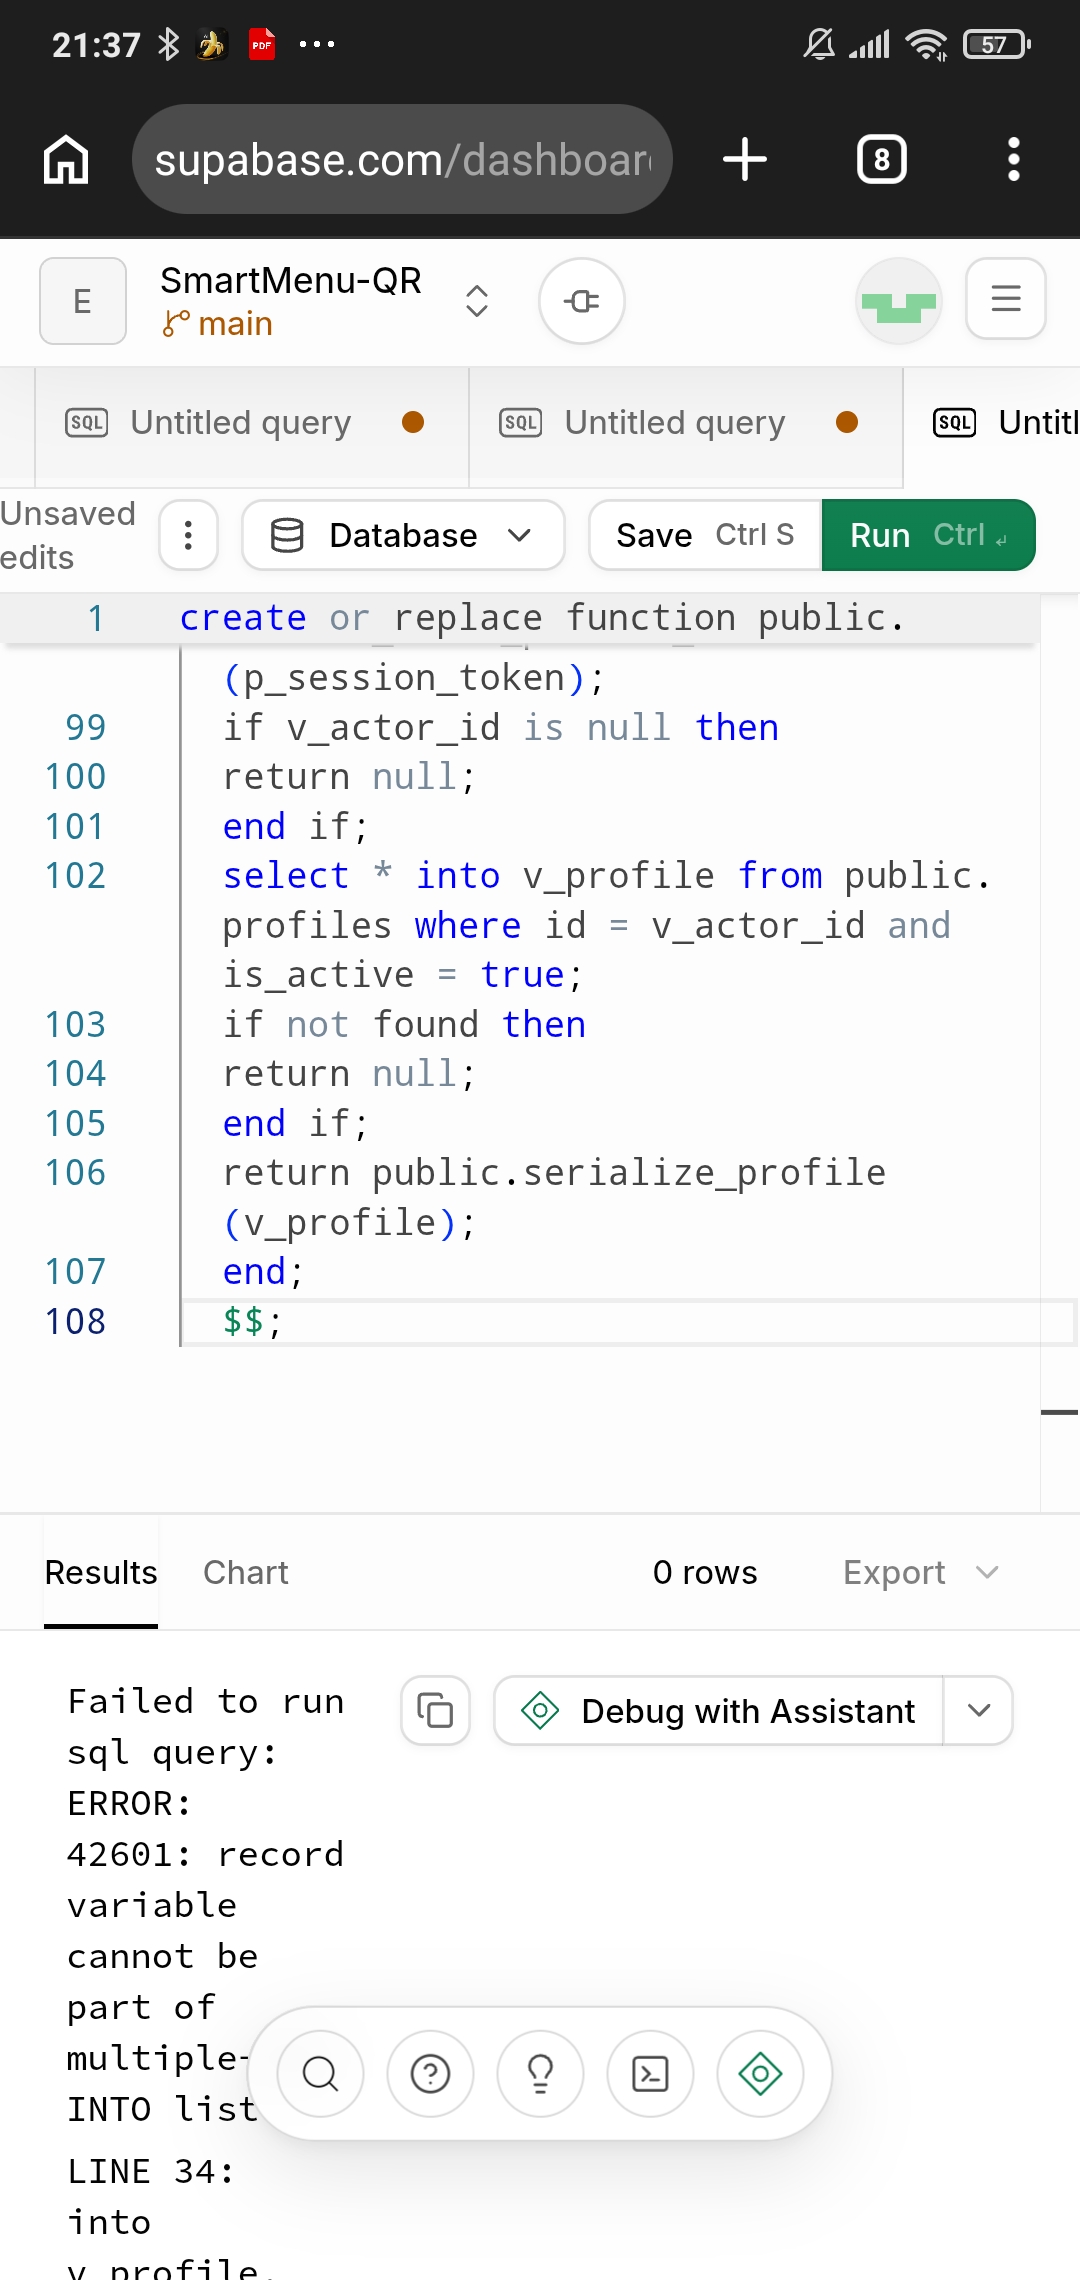 21:37
PDF
57
supabase.com/dashboar
8
E
SmartMenu-QR
main
SQL Untitled query
SQL Untitled query
SQL Untitl
Unsaved edits
Database
Save Ctrl S
Run Ctrl ↵
1 create or replace function public.
(p_session_token);
99 if v_actor_id is null then
100 return null;
101 end if;
102 select * into v_profile from public.
profiles where id = v_actor_id and
is_active = true;
103 if not found then
104 return null;
105 end if;
106 return public.serialize_profile
(v_profile);
107 end;
108 $$;
Results
Chart
0 rows
Export
Failed to run
sql query:
ERROR:
42601: record
variable
cannot be
part of
multiple-
INTO list
LINE 34:
into
v_profile,
Debug with Assistant